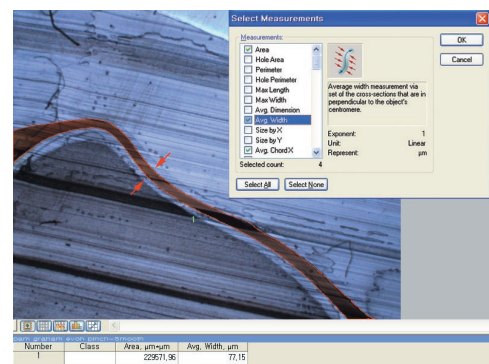 Select Measurements
Measurements:
Area
Hole Area
Perimeter
Hole Perimeter
Max Length
Max Width
Avg. Dimension
Avg. Width
Size by X
Size by Y
Avg. Chord X
Selected count: 4
Select All Select None
OK
Cancel
Average width measurement via
set of the cross-sections that are in
perpendicular to the object's
centromere.
Exponent: 1
Unit: Linear
Represent: µm
1
Number Class Area, µm×µm Avg, Width, µm
1 229571,96 77,15